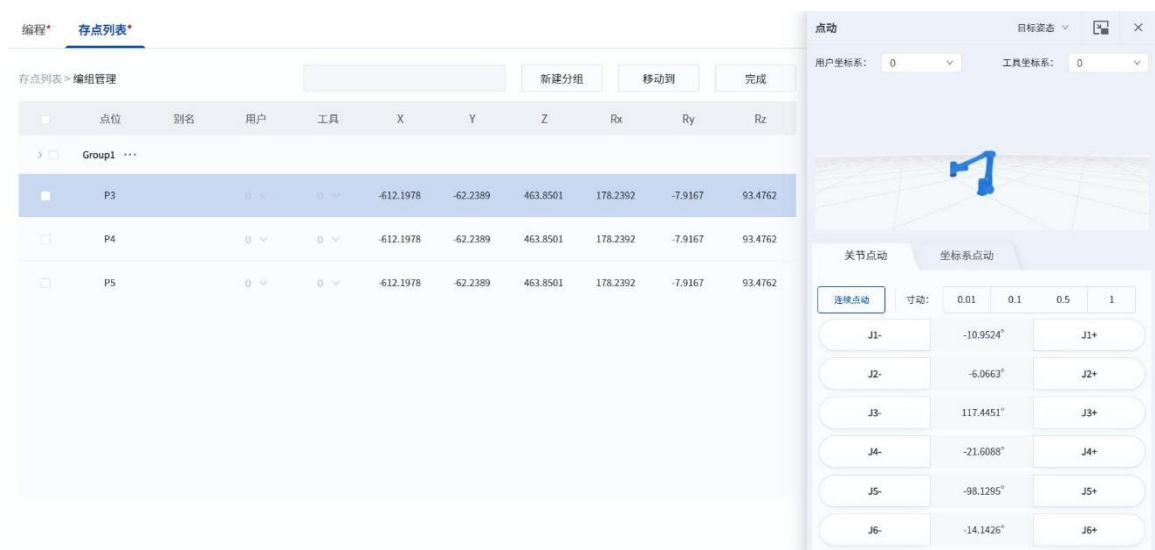 编程* 存点列表*
存点列表 > 编组管理 新建分组 移动到 完成
点位 别名 用户 工具 X Y Z Rx Ry Rz
> Group1 ···
P3 0 0 -612.1978 -62.2389 463.8501 178.2392 -7.9167 93.4762
P4 0 0 -612.1978 -62.2389 463.8501 178.2392 -7.9167 93.4762
P5 0 0 -612.1978 -62.2389 463.8501 178.2392 -7.9167 93.4762
点动 目标姿态
用户坐标系: 0 工具坐标系: 0
关节点动 坐标系点动
连续点动 寸动: 0.01 0.1 0.5 1
J1- -10.9524° J1+
J2- -6.0663° J2+
J3- 117.4451° J3+
J4- -21.6088° J4+
J5- -98.1295° J5+
J6- -14.1426° J6+